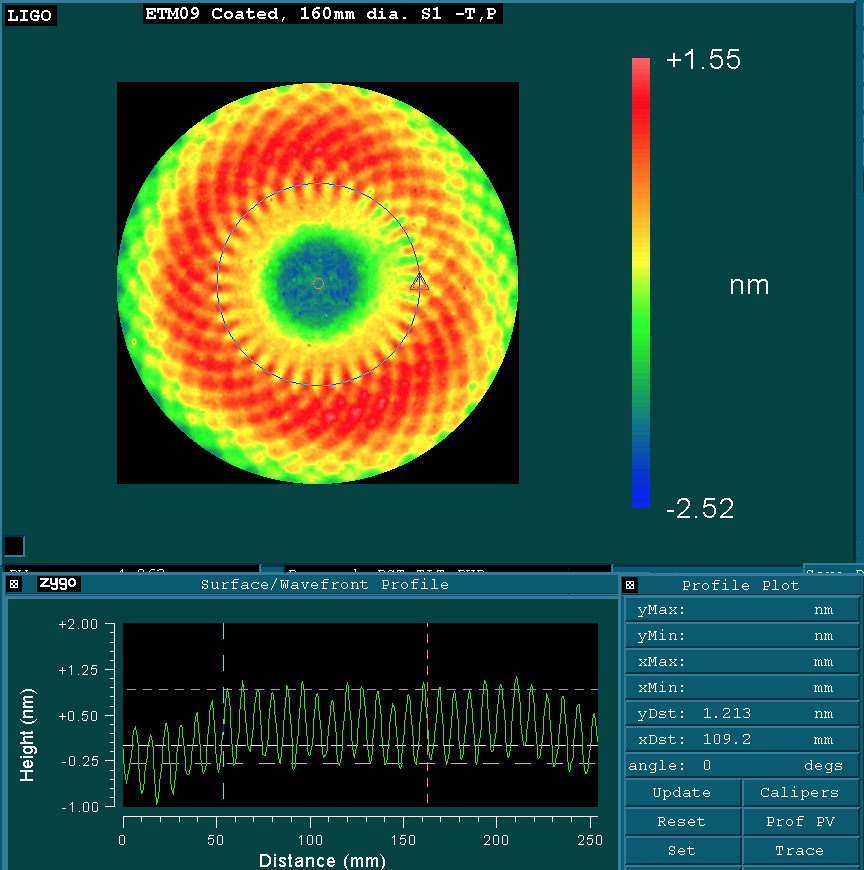 LIGO
ETM09 Coated, 160mm dia. S1 -T,P
+1.55
nm
-2.52
zygo
Surface/Wavefront Profile
Height (nm)
+2.00
+1.25
+0.50
-0.25
-1.00
0 50 100 150 200 250
Distance (mm)
Profile Plot
yMax: nm
yMin: nm
xMax: mm
xMin: mm
yDst: 1.213 nm
xDst: 109.2 mm
angle: 0 degs
Update Calipers
Reset Prof PV
Set Trace